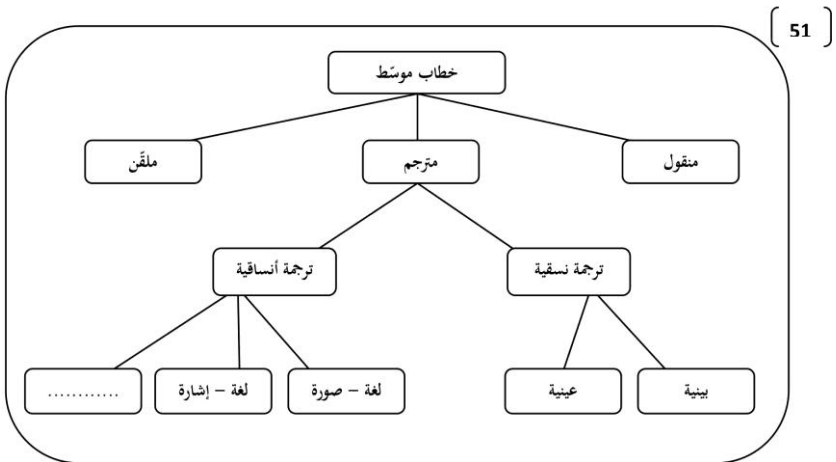 [ 51 ]
خطاب موسّط
منقول
مترجم
ملقّن
ترجمة نسقية
ترجمة أنساقية
بينية
عينية
لغة – صورة
لغة – إشارة
............